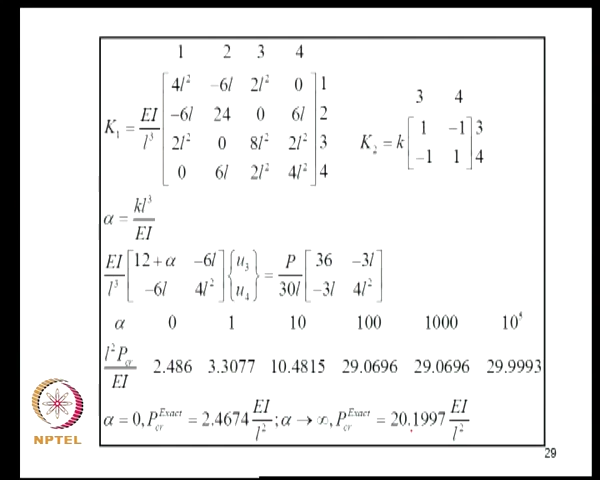 1 2 3 4
K₁ = EI/l³ [4l² −6l 2l² 0] 1
[−6l 24 0 6l] 2
[2l² 0 8l² 2l²] 3
[0 6l 2l² 4l²] 4
3 4
K₂ = k [1 −1] 3
[−1 1] 4
α = kl³/EI
EI/l³ [12+α −6l; −6l 4l²] {u₃; u₄} = P/30l [36 −3l; −3l 4l²]
α 0 1 10 100 1000 10⁵
l²P_cr/EI 2.486 3.3077 10.4815 29.0696 29.0696 29.9993
α = 0, P_cr^Exact = 2.4674 EI/l²; α → ∞, P_cr^Exact = 20.1997 EI/l²
NPTEL
29